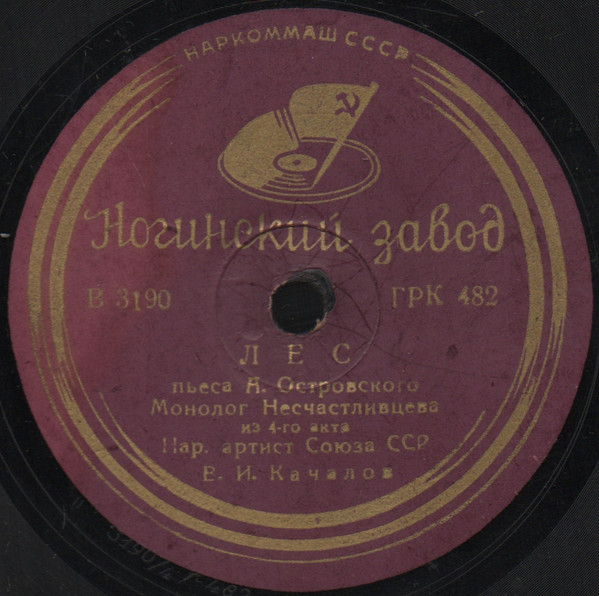 НАРКОММАШ СССР
Ногинский завод
В 3190
ГРК 482
ЛЕС
пьеса А. Островского
Монолог Несчастливцева
из 4-го акта
Нар. артист Союза ССР
В. И. Качалов